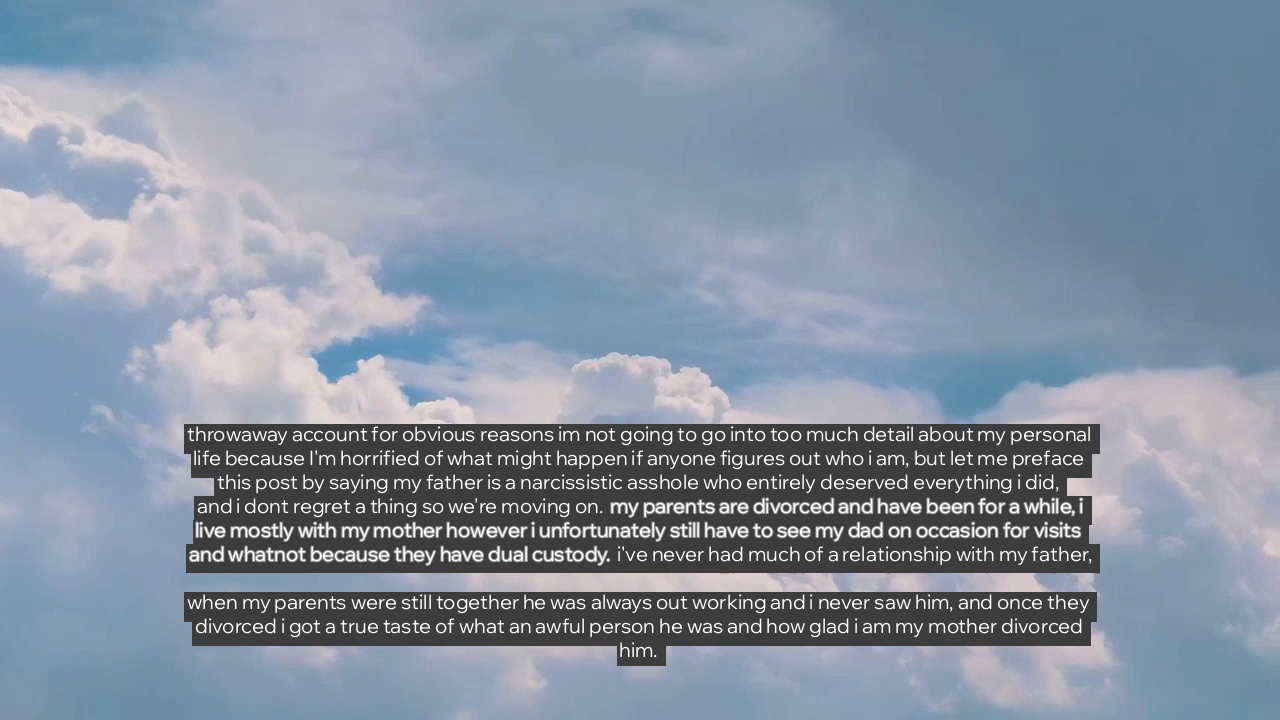 throwaway account for obvious reasons im not going to go into too much detail about my personal
life because I'm horrified of what might happen if anyone figures out who i am, but let me preface
this post by saying my father is a narcissistic asshole who entirely deserved everything i did,
and i dont regret a thing so we're moving on. my parents are divorced and have been for a while, i
live mostly with my mother however i unfortunately still have to see my dad on occasion for visits
and whatnot because they have dual custody. i've never had much of a relationship with my father,
when my parents were still together he was always out working and i never saw him, and once they
divorced i got a true taste of what an awful person he was and how glad i am my mother divorced
him.